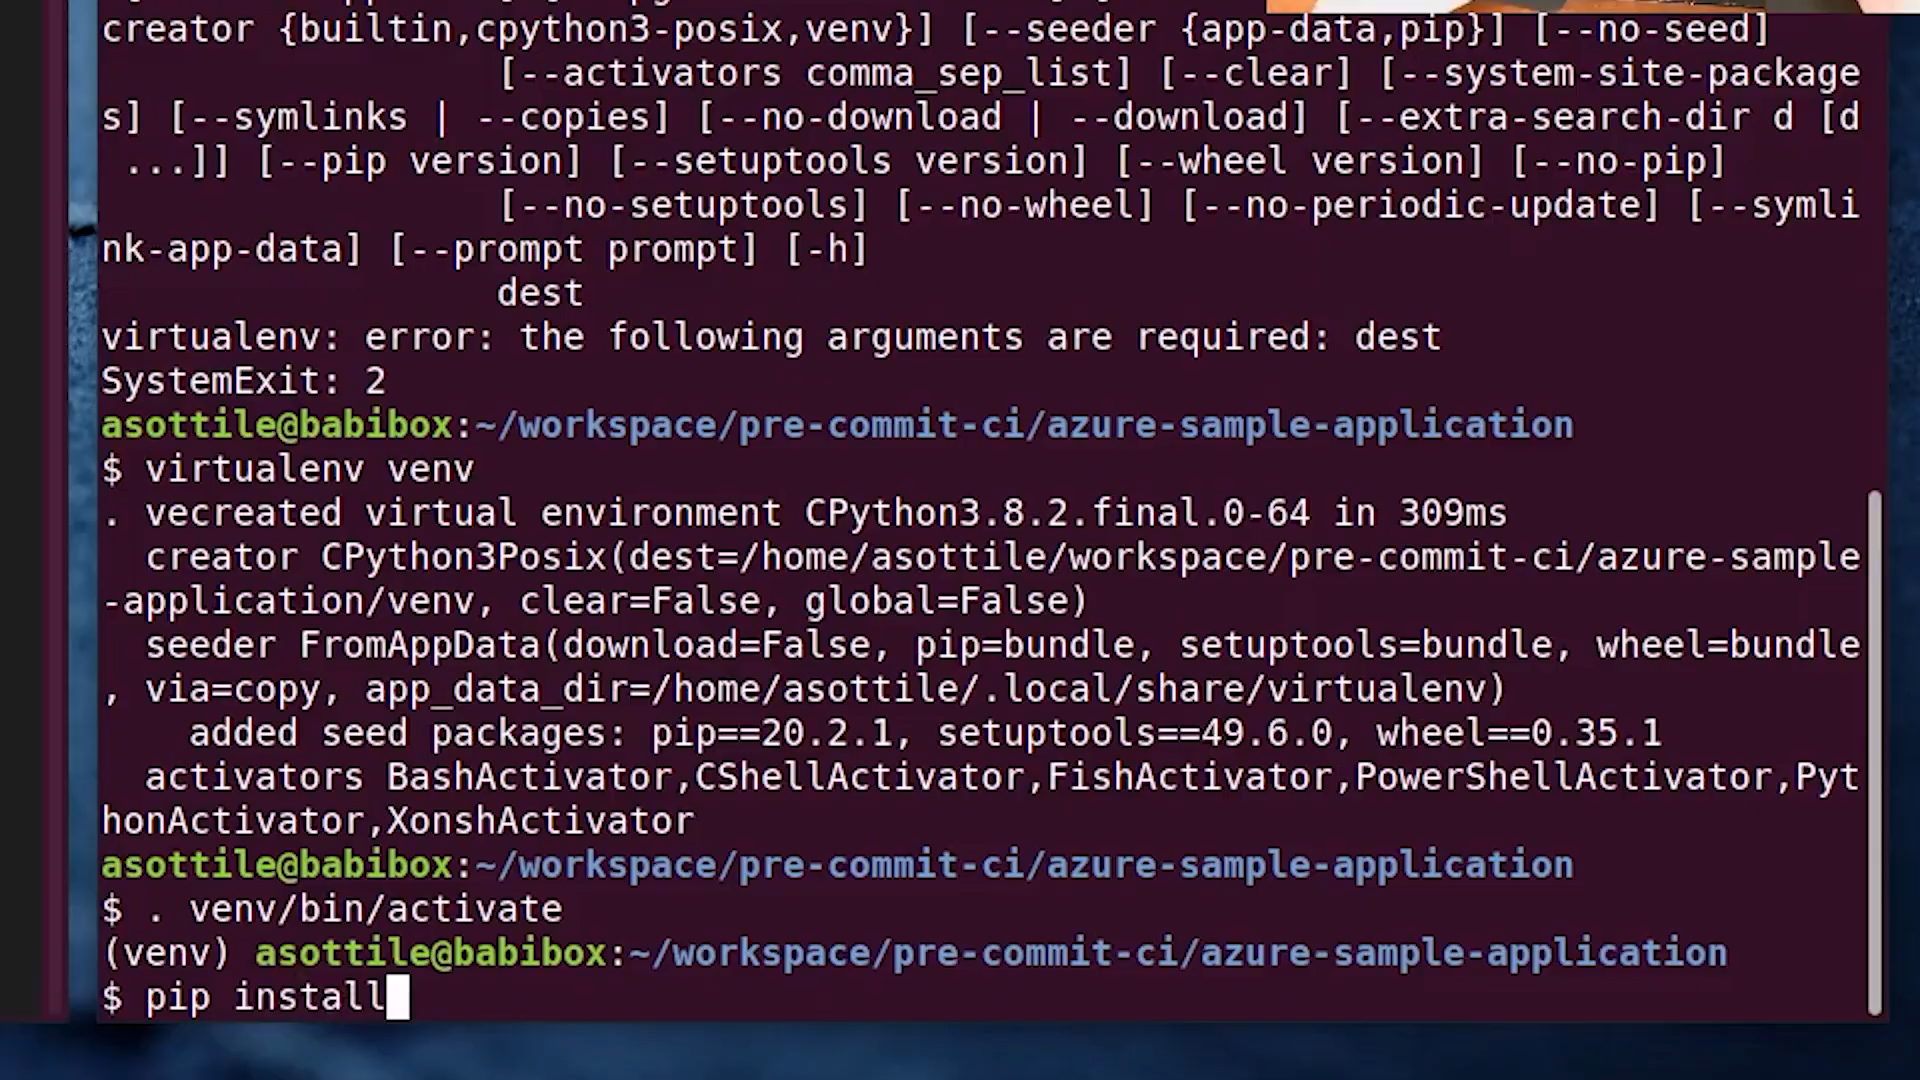 creator {builtin,cpython3-posix,venv}] [--seeder {app-data,pip}] [--no-seed]
[--activators comma_sep_list] [--clear] [--system-site-package
s] [--symlinks | --copies] [--no-download | --download] [--extra-search-dir d [d
...]] [--pip version] [--setuptools version] [--wheel version] [--no-pip]
[--no-setuptools] [--no-wheel] [--no-periodic-update] [--symli
nk-app-data] [--prompt prompt] [-h]
dest
virtualenv: error: the following arguments are required: dest
SystemExit: 2
asottile@babibox:~/workspace/pre-commit-ci/azure-sample-application
$ virtualenv venv
. vecreated virtual environment CPython3.8.2.final.0-64 in 309ms
creator CPython3Posix(dest=/home/asottile/workspace/pre-commit-ci/azure-sample
-application/venv, clear=False, global=False)
seeder FromAppData(download=False, pip=bundle, setuptools=bundle, wheel=bundle
, via=copy, app_data_dir=/home/asottile/.local/share/virtualenv)
added seed packages: pip==20.2.1, setuptools==49.6.0, wheel==0.35.1
activators BashActivator,CShellActivator,FishActivator,PowerShellActivator,Pyt
honActivator,XonshActivator
asottile@babibox:~/workspace/pre-commit-ci/azure-sample-application
$ . venv/bin/activate
(venv) asottile@babibox:~/workspace/pre-commit-ci/azure-sample-application
$ pip install